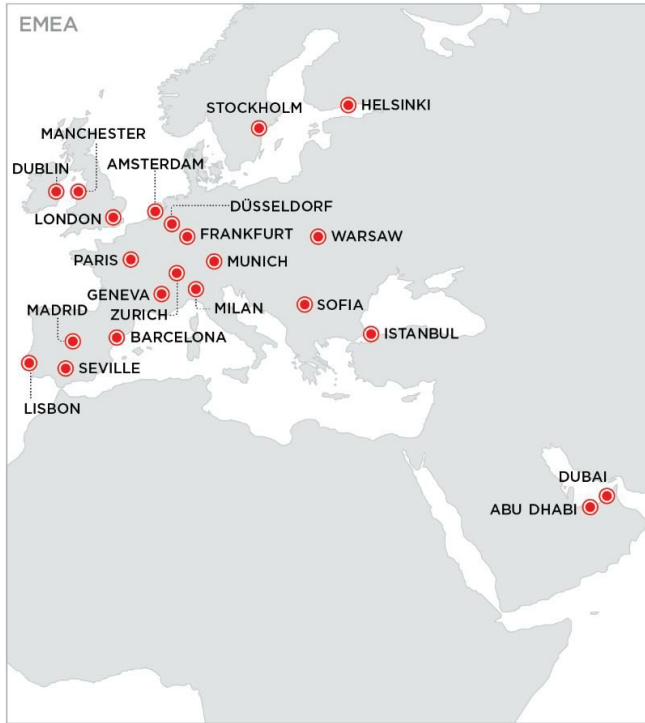 EMEA
STOCKHOLM
HELSINKI
MANCHESTER
DUBLIN
AMSTERDAM
DÜSSELDORF
LONDON
FRANKFURT
WARSAW
PARIS
MUNICH
GENEVA
ZURICH
MILAN
SOFIA
MADRID
BARCELONA
ISTANBUL
SEVILLE
LISBON
DUBAI
ABU DHABI